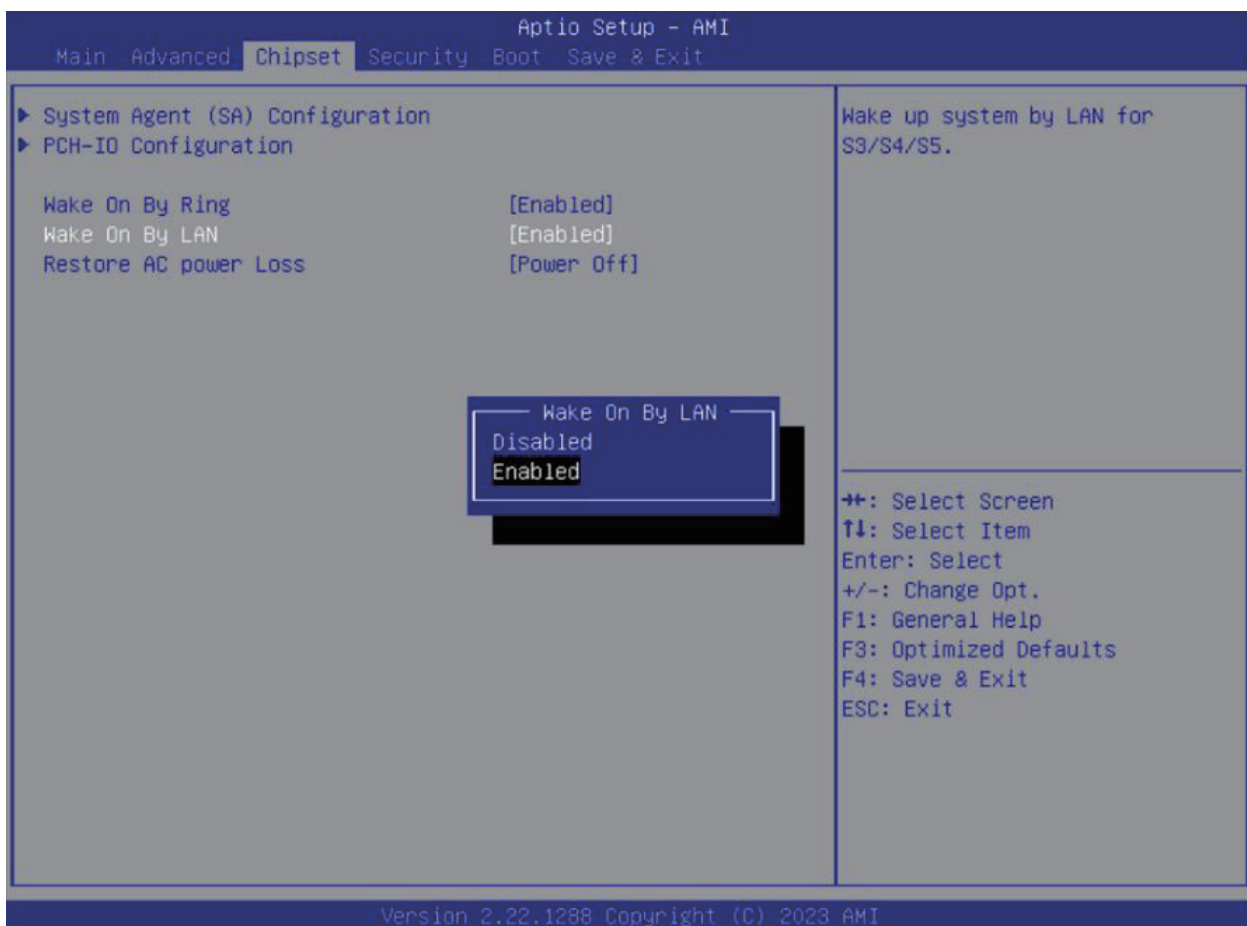 Aptio Setup - AMI
Main Advanced Chipset Security Boot Save & Exit
▶ System Agent (SA) Configuration
▶ PCH-IO Configuration
Wake On By Ring [Enabled]
Wake On By LAN [Enabled]
Restore AC power Loss [Power Off]
Wake On By LAN
Disabled
Enabled
Wake up system by LAN for
S3/S4/S5.
→←: Select Screen
↑↓: Select Item
Enter: Select
+/-: Change Opt.
F1: General Help
F3: Optimized Defaults
F4: Save & Exit
ESC: Exit
Version 2.22.1288 Copyright (C) 2023 AMI